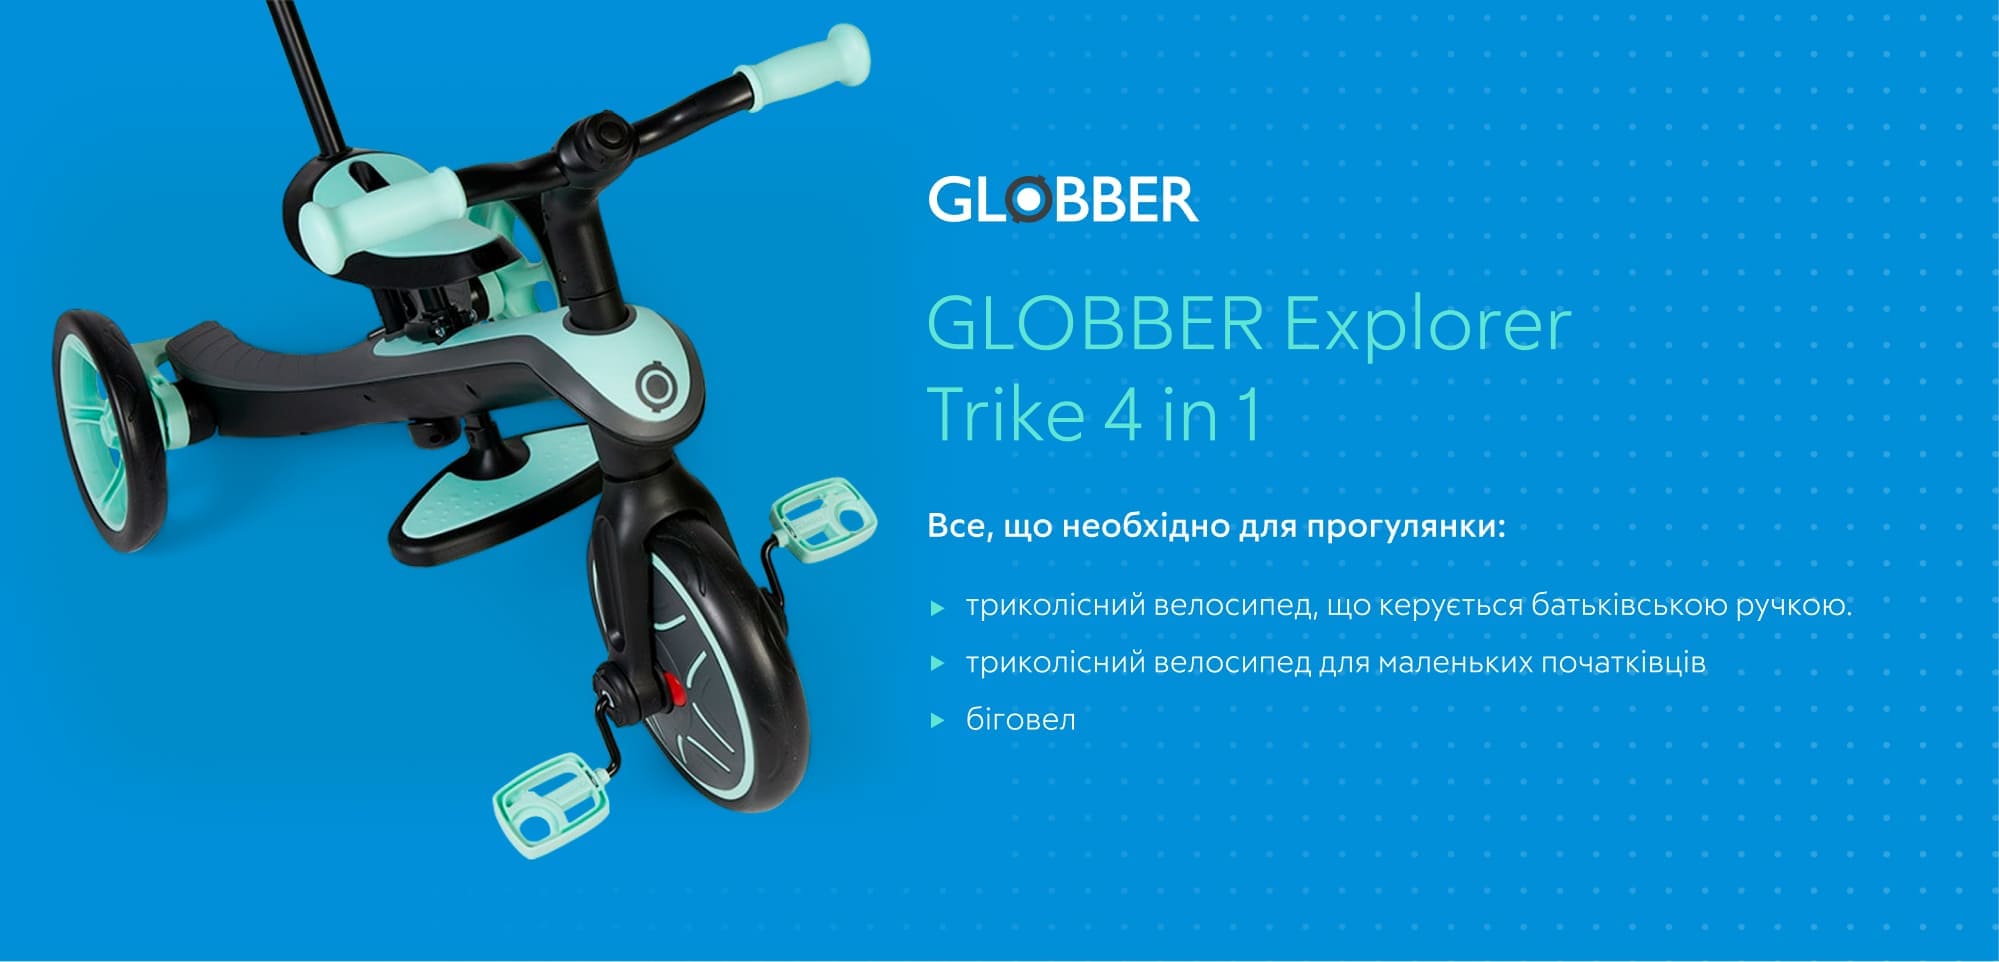 GLOBBER
GLOBBER Explorer
Trike 4 in 1
Все, що необхідно для прогулянки:
триколісний велосипед, що керується батьківською ручкою.
триколісний велосипед для маленьких початківців
біговел